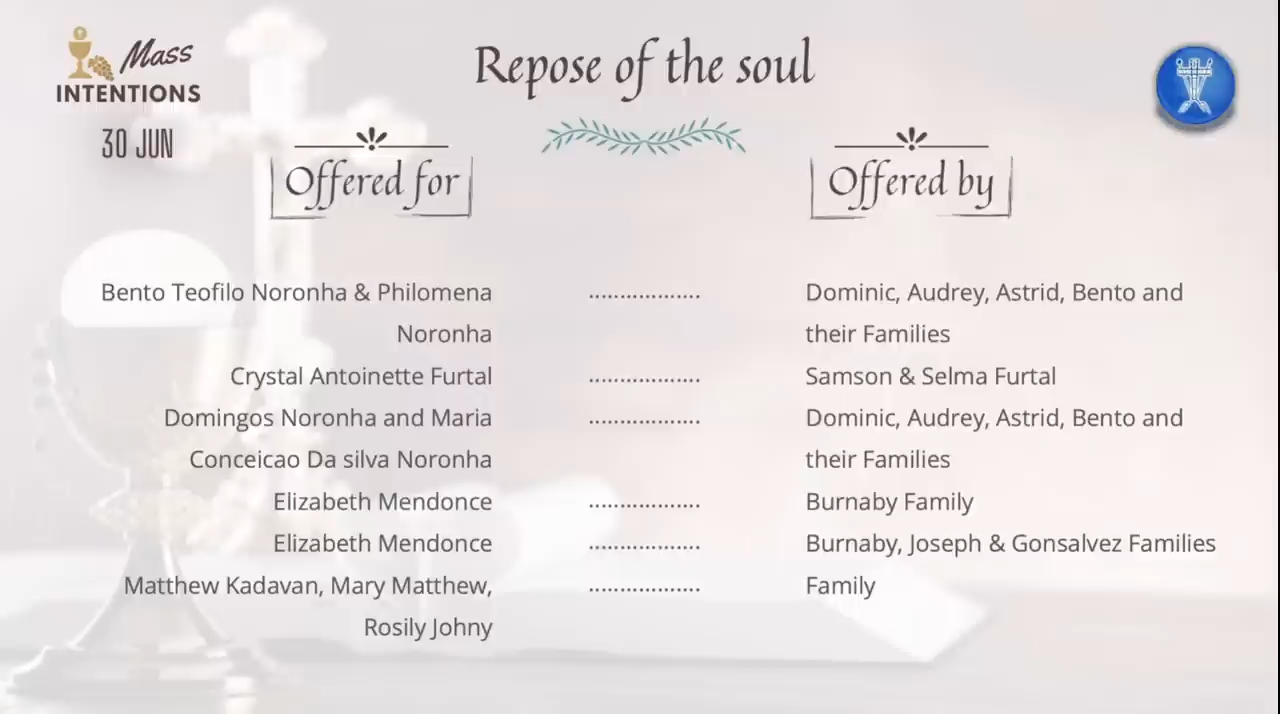 Mass
INTENTIONS
30 JUN
Repose of the soul
Offered for
Offered by
Bento Teofilo Noronha & Philomena .................. Dominic, Audrey, Astrid, Bento and
Noronha their Families
Crystal Antoinette Furtal .................. Samson & Selma Furtal
Domingos Noronha and Maria .................. Dominic, Audrey, Astrid, Bento and
Conceicao Da silva Noronha their Families
Elizabeth Mendonce .................. Burnaby Family
Elizabeth Mendonce .................. Burnaby, Joseph & Gonsalvez Families
Matthew Kadavan, Mary Matthew, .................. Family
Rosily Johny